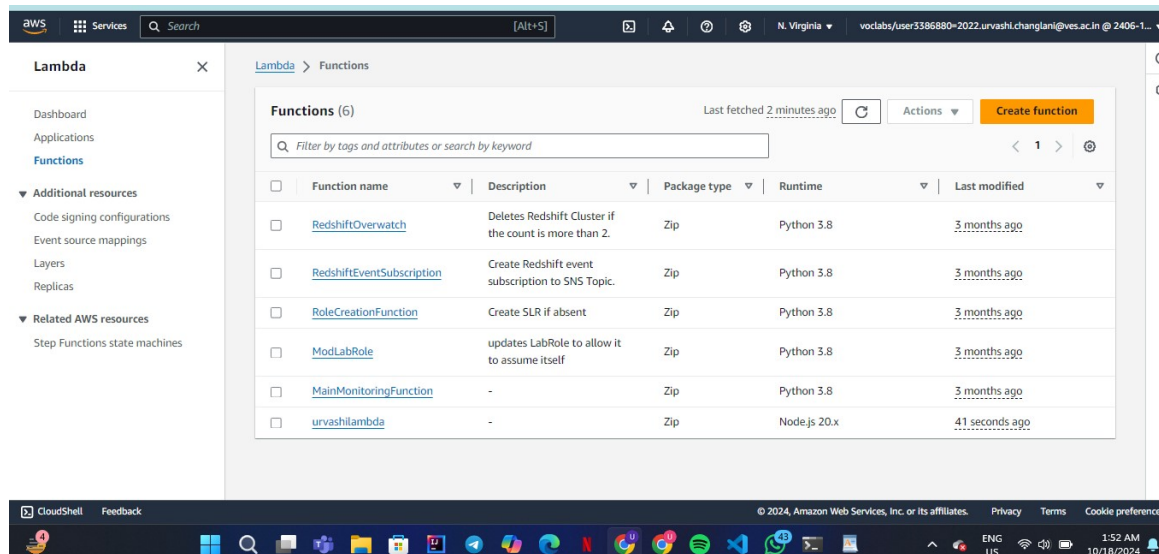 aws Services Search [Alt+S] N. Virginia voclabs/user3386880=2022.urvashi.changlani@ves.ac.in @ 2406-1...
Lambda
Dashboard
Applications
Functions
Additional resources
Code signing configurations
Event source mappings
Layers
Replicas
Related AWS resources
Step Functions state machines
Lambda > Functions
Functions (6) Last fetched 2 minutes ago Actions Create function
Filter by tags and attributes or search by keyword
1
Function name Description Package type Runtime Last modified
RedshiftOverwatch Deletes Redshift Cluster if the count is more than 2. Zip Python 3.8 3 months ago
RedshiftEventSubscription Create Redshift event subscription to SNS Topic. Zip Python 3.8 3 months ago
RoleCreationFunction Create SLR if absent Zip Python 3.8 3 months ago
ModLabRole updates LabRole to allow it to assume itself Zip Python 3.8 3 months ago
MainMonitoringFunction - Zip Python 3.8 3 months ago
urvashilambda - Zip Node.js 20.x 41 seconds ago
CloudShell Feedback © 2024, Amazon Web Services, Inc. or its affiliates. Privacy Terms Cookie preference
4 43 ENG US 1:52 AM 10/18/2024